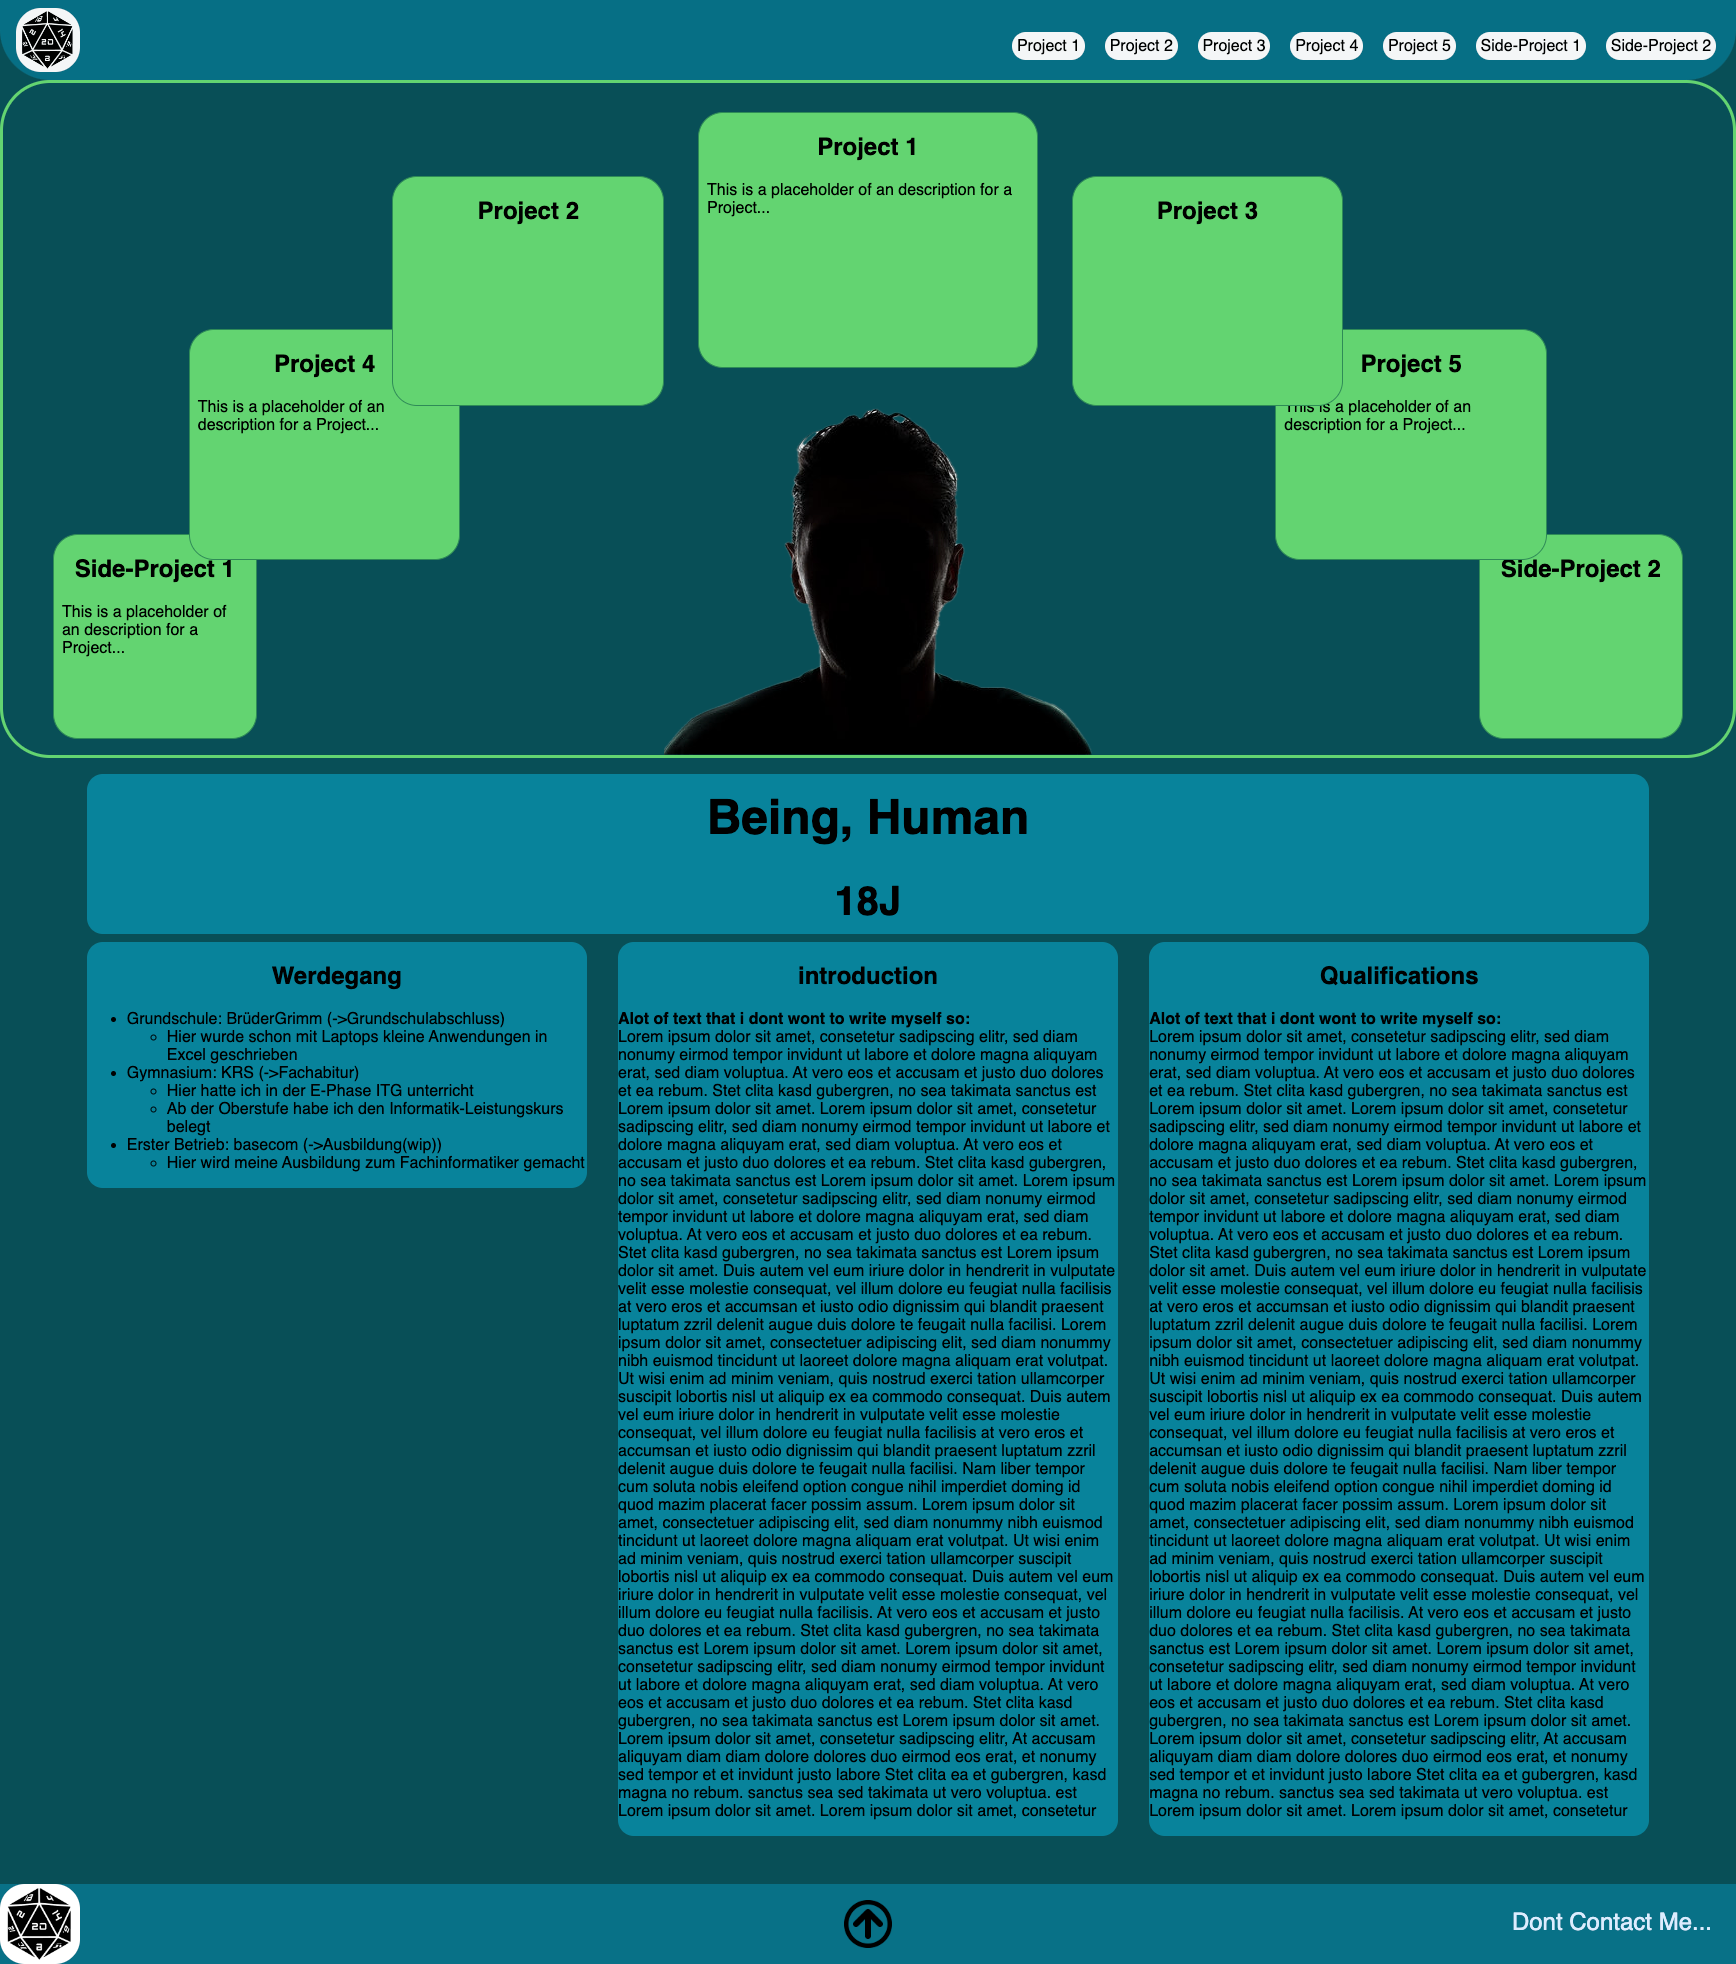 Project 1
Project 2
Project 3
Project 4
Project 5
Side-Project 1
Side-Project 2
Project 1
This is a placeholder of an description for a
Project...
Project 2
Project 3
Project 4
This is a placeholder of an
description for a Project...
Project 5
This is a placeholder of an
description for a Project...
Side-Project 1
This is a placeholder of
an description for a
Project...
Side-Project 2
Being, Human
18J
Werdegang
Grundschule: BrüderGrimm (->Grundschulabschluss)
Hier wurde schon mit Laptops kleine Anwendungen in
Excel geschrieben
Gymnasium: KRS (->Fachabitur)
Hier hatte ich in der E-Phase ITG unterricht
Ab der Oberstufe habe ich den Informatik-Leistungskurs
belegt
Erster Betrieb: basecom (->Ausbildung(wip))
Hier wird meine Ausbildung zum Fachinformatiker gemacht
introduction
Alot of text that i dont wont to write myself so:
Lorem ipsum dolor sit amet, consetetur sadipscing elitr, sed diam
nonumy eirmod tempor invidunt ut labore et dolore magna aliquyam
erat, sed diam voluptua. At vero eos et accusam et justo duo dolores
et ea rebum. Stet clita kasd gubergren, no sea takimata sanctus est
Lorem ipsum dolor sit amet. Lorem ipsum dolor sit amet, consetetur
sadipscing elitr, sed diam nonumy eirmod tempor invidunt ut labore et
dolore magna aliquyam erat, sed diam voluptua. At vero eos et
accusam et justo duo dolores et ea rebum. Stet clita kasd gubergren,
no sea takimata sanctus est Lorem ipsum dolor sit amet. Lorem ipsum
dolor sit amet, consetetur sadipscing elitr, sed diam nonumy eirmod
tempor invidunt ut labore et dolore magna aliquyam erat, sed diam
voluptua. At vero eos et accusam et justo duo dolores et ea rebum.
Stet clita kasd gubergren, no sea takimata sanctus est Lorem ipsum
dolor sit amet. Duis autem vel eum iriure dolor in hendrerit in vulputate
velit esse molestie consequat, vel illum dolore eu feugiat nulla facilisis
at vero eros et accumsan et iusto odio dignissim qui blandit praesent
luptatum zzril delenit augue duis dolore te feugait nulla facilisi. Lorem
ipsum dolor sit amet, consectetuer adipiscing elit, sed diam nonummy
nibh euismod tincidunt ut laoreet dolore magna aliquam erat volutpat.
Ut wisi enim ad minim veniam, quis nostrud exerci tation ullamcorper
suscipit lobortis nisl ut aliquip ex ea commodo consequat. Duis autem
vel eum iriure dolor in hendrerit in vulputate velit esse molestie
consequat, vel illum dolore eu feugiat nulla facilisis at vero eros et
accumsan et iusto odio dignissim qui blandit praesent luptatum zzril
delenit augue duis dolore te feugait nulla facilisi. Nam liber tempor
cum soluta nobis eleifend option congue nihil imperdiet doming id
quod mazim placerat facer possim assum. Lorem ipsum dolor sit
amet, consectetuer adipiscing elit, sed diam nonummy nibh euismod
tincidunt ut laoreet dolore magna aliquam erat volutpat. Ut wisi enim
ad minim veniam, quis nostrud exerci tation ullamcorper suscipit
lobortis nisl ut aliquip ex ea commodo consequat. Duis autem vel eum
iriure dolor in hendrerit in vulputate velit esse molestie consequat, vel
illum dolore eu feugiat nulla facilisis. At vero eos et accusam et justo
duo dolores et ea rebum. Stet clita kasd gubergren, no sea takimata
sanctus est Lorem ipsum dolor sit amet. Lorem ipsum dolor sit amet,
consetetur sadipscing elitr, sed diam nonumy eirmod tempor invidunt
ut labore et dolore magna aliquyam erat, sed diam voluptua. At vero
eos et accusam et justo duo dolores et ea rebum. Stet clita kasd
gubergren, no sea takimata sanctus est Lorem ipsum dolor sit amet.
Lorem ipsum dolor sit amet, consetetur sadipscing elitr, At accusam
aliquyam diam diam dolore dolores duo eirmod eos erat, et nonumy
sed tempor et et invidunt justo labore Stet clita ea et gubergren, kasd
magna no rebum. sanctus sea sed takimata ut vero voluptua. est
Lorem ipsum dolor sit amet. Lorem ipsum dolor sit amet, consetetur
Qualifications
Alot of text that i dont wont to write myself so:
Lorem ipsum dolor sit amet, consetetur sadipscing elitr, sed diam
nonumy eirmod tempor invidunt ut labore et dolore magna aliquyam
erat, sed diam voluptua. At vero eos et accusam et justo duo dolores
et ea rebum. Stet clita kasd gubergren, no sea takimata sanctus est
Lorem ipsum dolor sit amet. Lorem ipsum dolor sit amet, consetetur
sadipscing elitr, sed diam nonumy eirmod tempor invidunt ut labore et
dolore magna aliquyam erat, sed diam voluptua. At vero eos et
accusam et justo duo dolores et ea rebum. Stet clita kasd gubergren,
no sea takimata sanctus est Lorem ipsum dolor sit amet. Lorem ipsum
dolor sit amet, consetetur sadipscing elitr, sed diam nonumy eirmod
tempor invidunt ut labore et dolore magna aliquyam erat, sed diam
voluptua. At vero eos et accusam et justo duo dolores et ea rebum.
Stet clita kasd gubergren, no sea takimata sanctus est Lorem ipsum
dolor sit amet. Duis autem vel eum iriure dolor in hendrerit in vulputate
velit esse molestie consequat, vel illum dolore eu feugiat nulla facilisis
at vero eros et accumsan et iusto odio dignissim qui blandit praesent
luptatum zzril delenit augue duis dolore te feugait nulla facilisi. Lorem
ipsum dolor sit amet, consectetuer adipiscing elit, sed diam nonummy
nibh euismod tincidunt ut laoreet dolore magna aliquam erat volutpat.
Ut wisi enim ad minim veniam, quis nostrud exerci tation ullamcorper
suscipit lobortis nisl ut aliquip ex ea commodo consequat. Duis autem
vel eum iriure dolor in hendrerit in vulputate velit esse molestie
consequat, vel illum dolore eu feugiat nulla facilisis at vero eros et
accumsan et iusto odio dignissim qui blandit praesent luptatum zzril
delenit augue duis dolore te feugait nulla facilisi. Nam liber tempor
cum soluta nobis eleifend option congue nihil imperdiet doming id
quod mazim placerat facer possim assum. Lorem ipsum dolor sit
amet, consectetuer adipiscing elit, sed diam nonummy nibh euismod
tincidunt ut laoreet dolore magna aliquam erat volutpat. Ut wisi enim
ad minim veniam, quis nostrud exerci tation ullamcorper suscipit
lobortis nisl ut aliquip ex ea commodo consequat. Duis autem vel eum
iriure dolor in hendrerit in vulputate velit esse molestie consequat, vel
illum dolore eu feugiat nulla facilisis. At vero eos et accusam et justo
duo dolores et ea rebum. Stet clita kasd gubergren, no sea takimata
sanctus est Lorem ipsum dolor sit amet. Lorem ipsum dolor sit amet,
consetetur sadipscing elitr, sed diam nonumy eirmod tempor invidunt
ut labore et dolore magna aliquyam erat, sed diam voluptua. At vero
eos et accusam et justo duo dolores et ea rebum. Stet clita kasd
gubergren, no sea takimata sanctus est Lorem ipsum dolor sit amet.
Lorem ipsum dolor sit amet, consetetur sadipscing elitr, At accusam
aliquyam diam diam dolore dolores duo eirmod eos erat, et nonumy
sed tempor et et invidunt justo labore Stet clita ea et gubergren, kasd
magna no rebum. sanctus sea sed takimata ut vero voluptua. est
Lorem ipsum dolor sit amet. Lorem ipsum dolor sit amet, consetetur
Dont Contact Me...